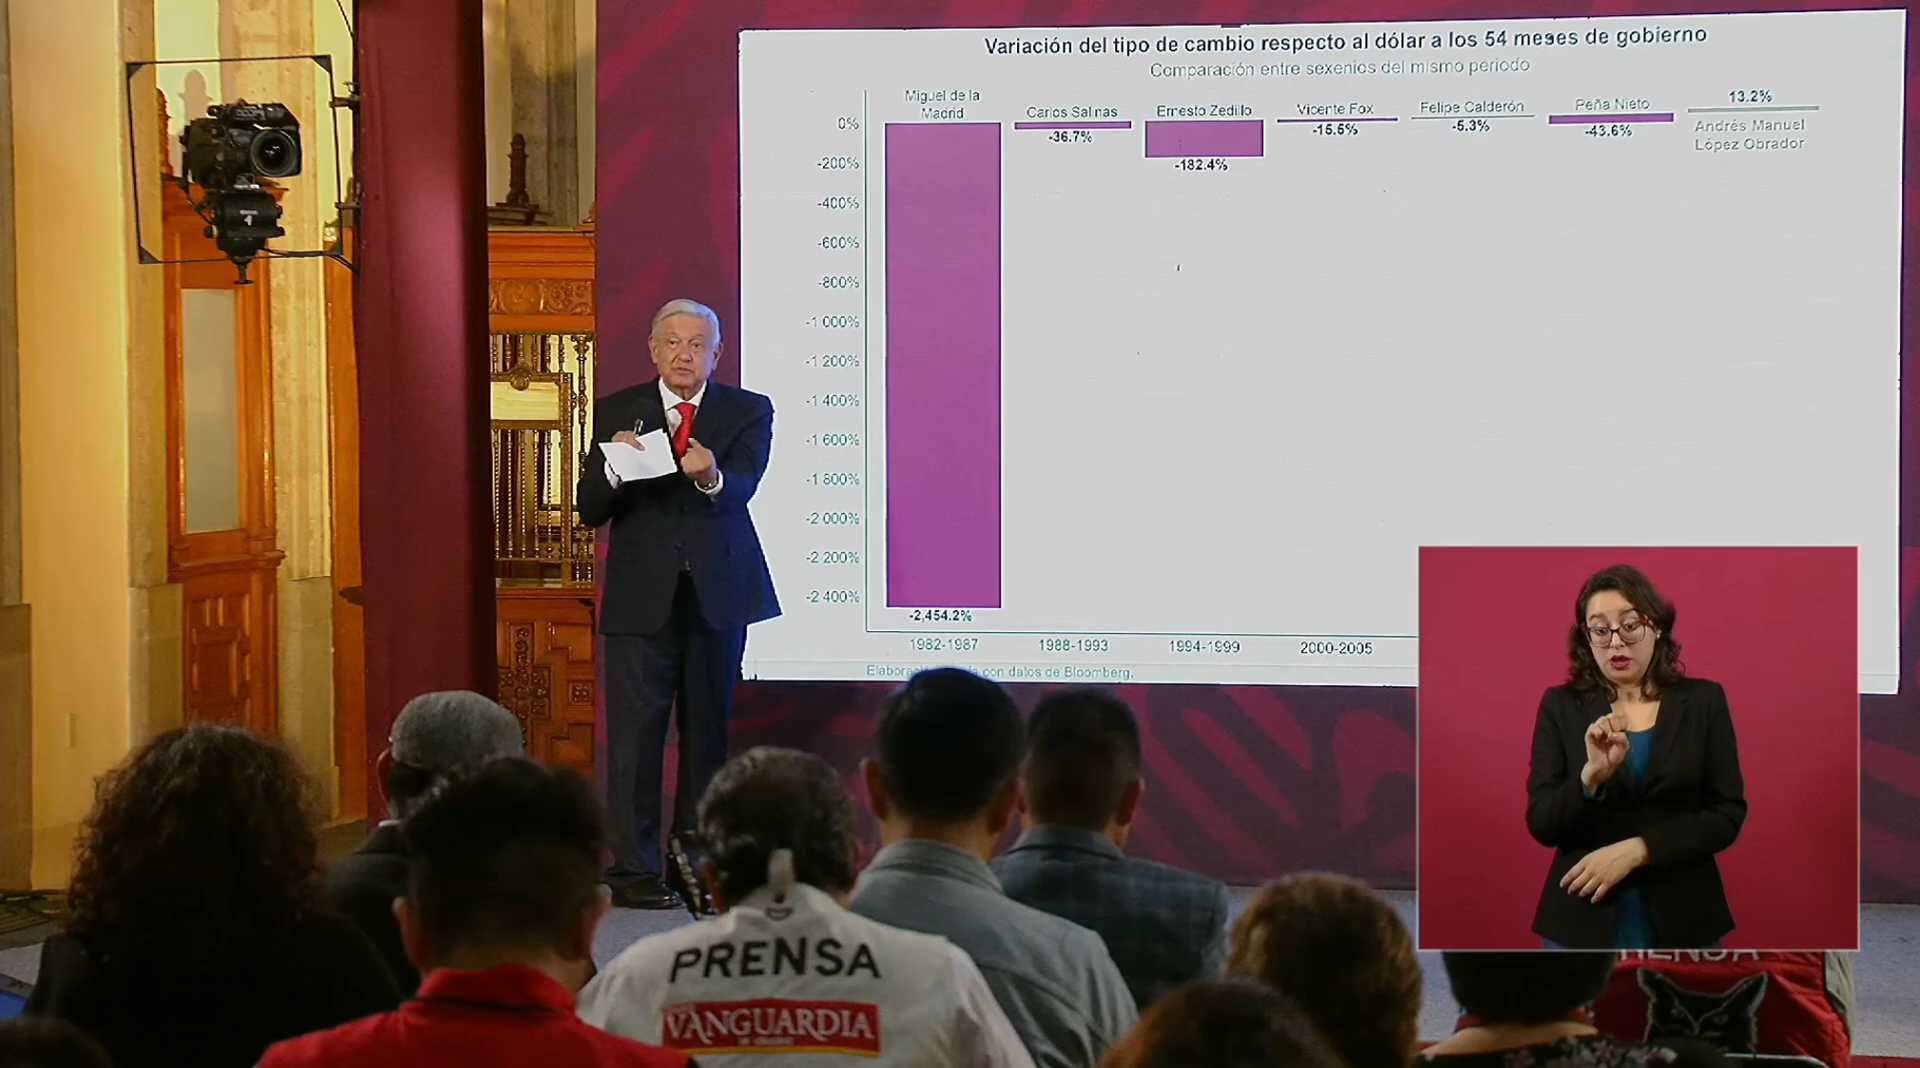 Variación del tipo de cambio respecto al dólar a los 54 meses de gobierno
Comparación entre sexenios del mismo periodo
Miguel de la
Madrid
Carlos Salinas
Ernesto Zedillo
Vicente Fox
Felipe Calderón
Peña Nieto
13.2%
Andrés Manuel
López Obrador
-36.7%
-182.4%
-15.5%
-5.3%
-43.6%
0%
-200%
-400%
-600%
-800%
-1 000%
-1 200%
-1 400%
-1 600%
-1 800%
-2 000%
-2 200%
-2 400%
-2,454.2%
1982-1987
1988-1993
1994-1999
2000-2005
con datos de Bloomberg.
4
PRENSA
VANGUARDIA